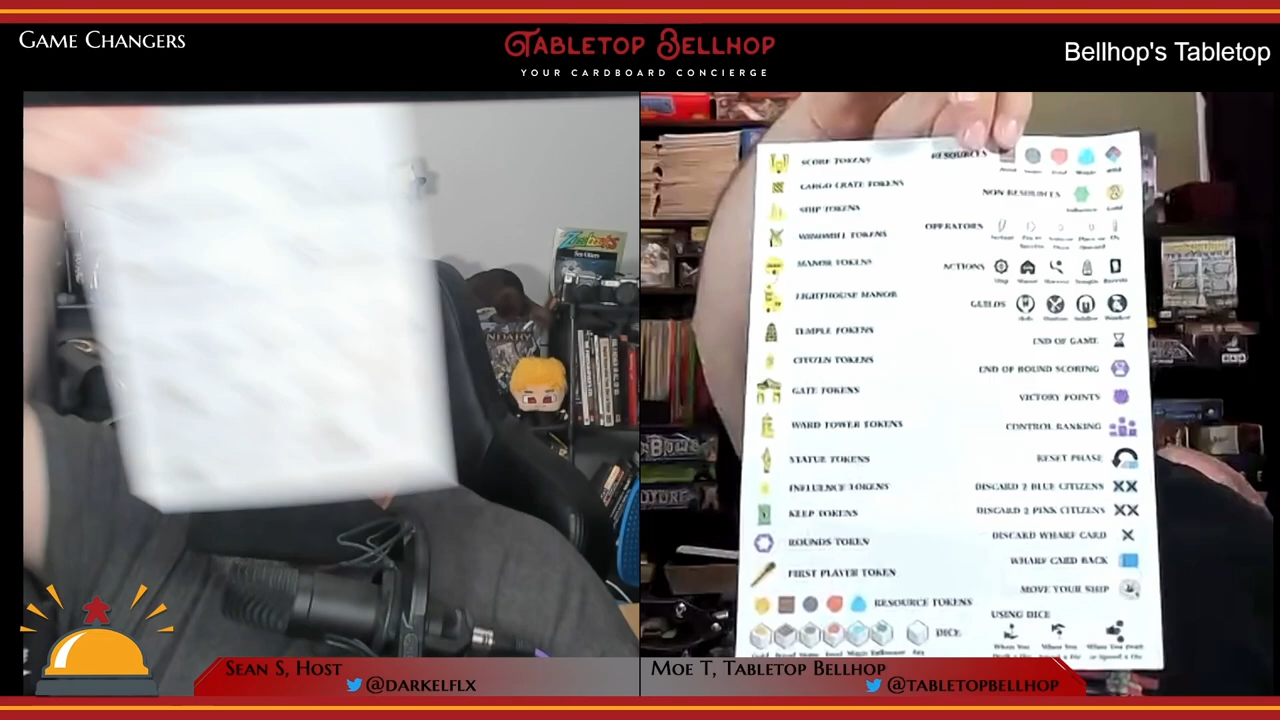 GAME CHANGERS
TABLETOP BELLHOP
YOUR CARDBOARD CONCIERGE
Bellhop's Tabletop
SCORE TOKENS
CARGO CRATE TOKENS
SHIP TOKENS
WINDMILL TOKENS
MANOR TOKENS
LIGHTHOUSE MANOR
TEMPLE TOKENS
CITIZEN TOKENS
GATE TOKENS
WARD TOWER TOKENS
STATUE TOKENS
INFLUENCE TOKENS
KEEP TOKENS
ROUNDS TOKEN
FIRST PLAYER TOKEN
RESOURCE TOKENS
DICE
RESOURCES
NON RESOURCES
Influence Gold
OPERATORS
ACTIONS
GUILDS
END OF GAME
END OF ROUND SCORING
VICTORY POINTS
CONTROL RANKING
RESET PHASE
DISCARD 2 BLUE CITIZENS
DISCARD 2 PINK CITIZENS
DISCARD WHARF CARD
WHARF CARD BACK
MOVE YOUR SHIP
USING DICE
SEAN S, HOST
@DARKELFLX
MOE T, TABLETOP BELLHOP
@TABLETOPBELLHOP